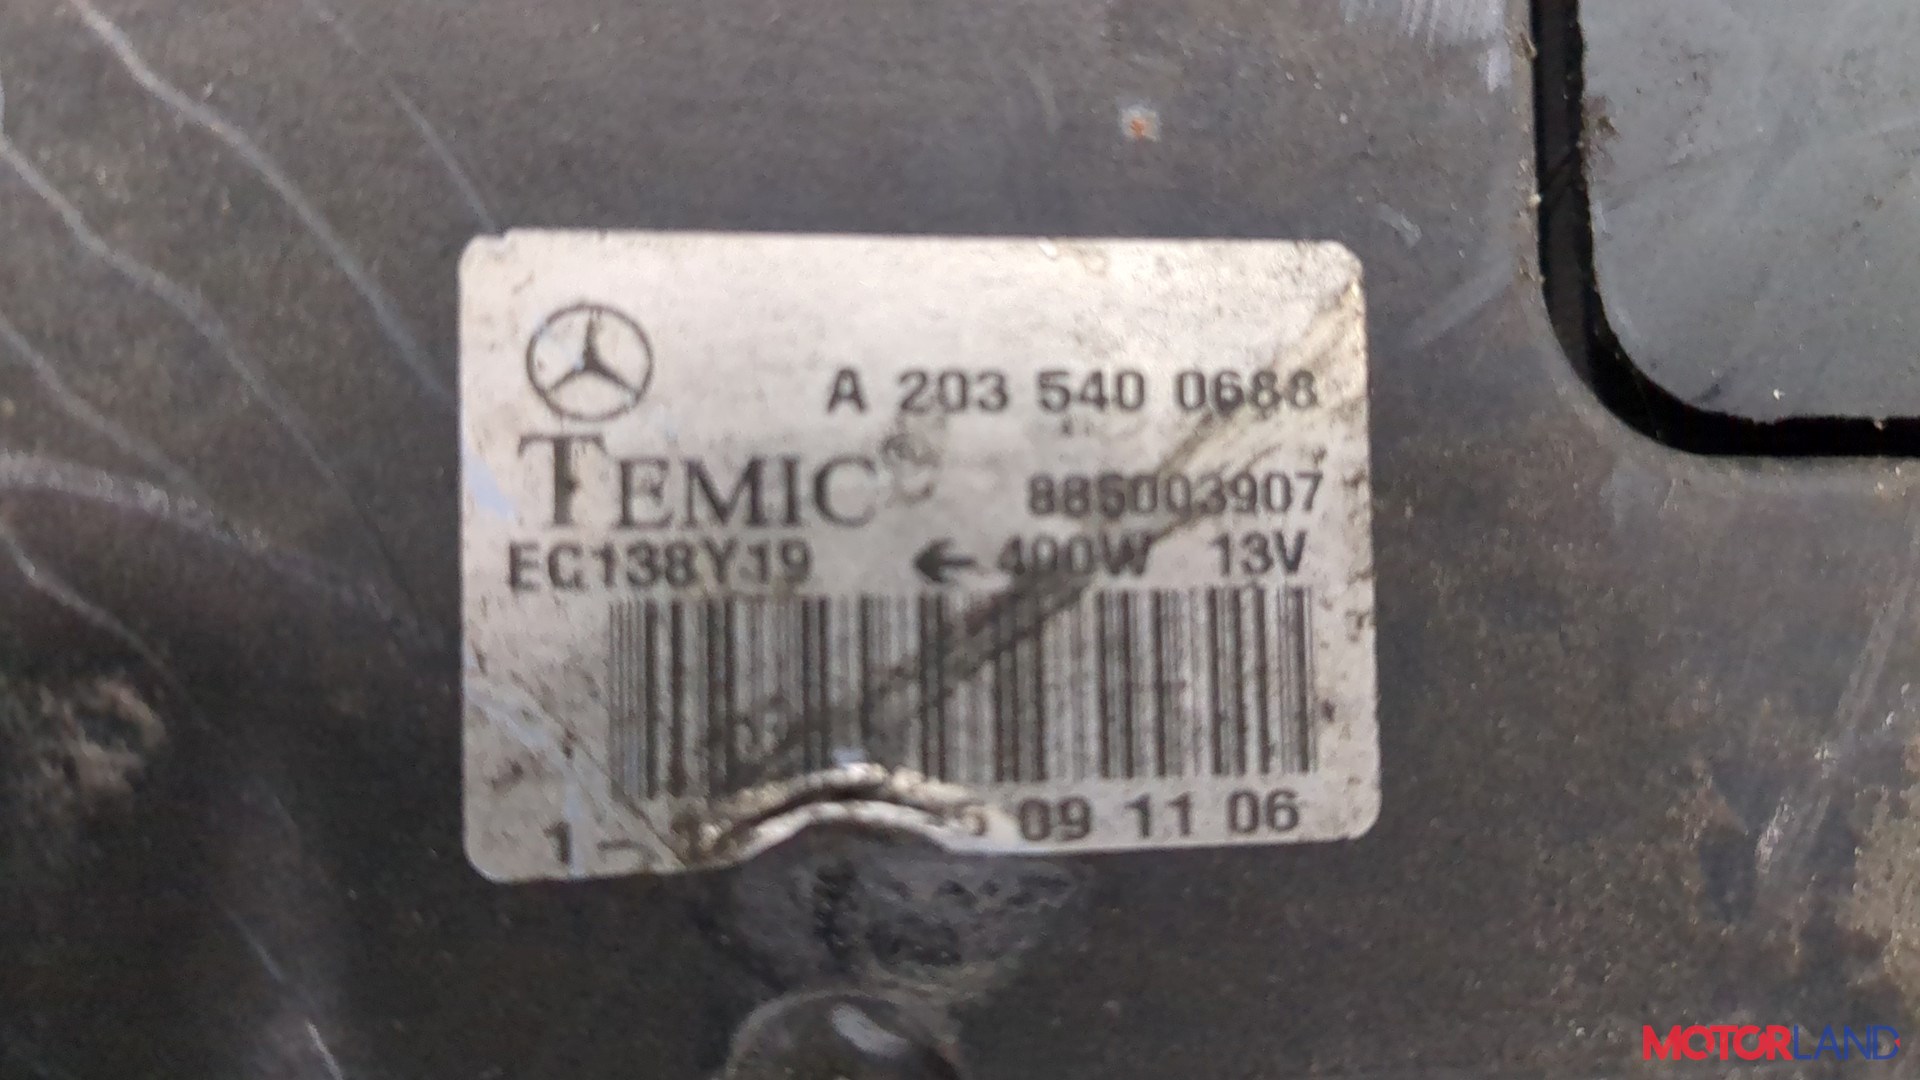 A 203 540 0688
TEMIC
885003907
EC138Y19 ← 400W 13V
09 11 06
MOTORLAND